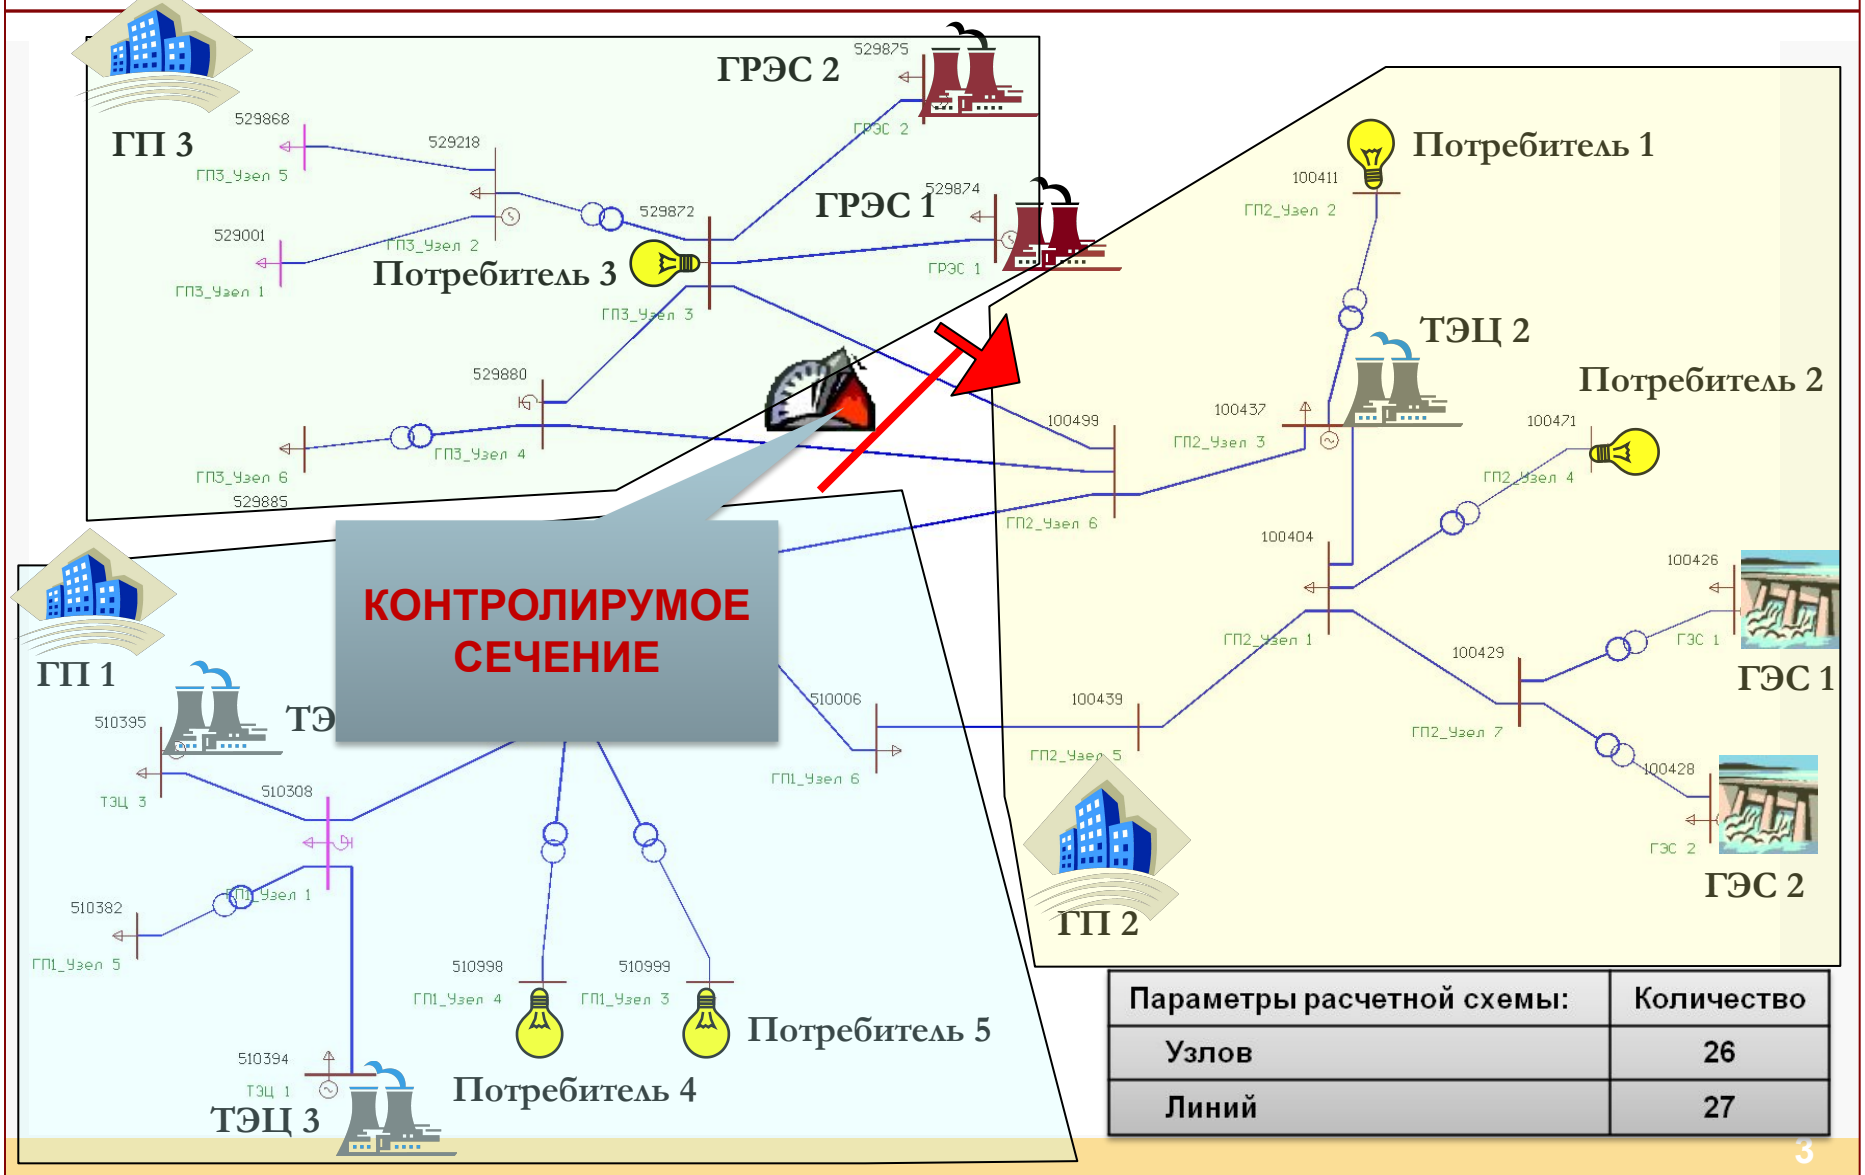 529875
ГРЭС 2
529868
ГРЭС 2
ГП 3
529218
Потребитель 1
ГП3_Узел 5
100411
529874
ГРЭС 1
529872
ГП2_Узел 2
529001
ГП3_Узел 2
Потребитель 3
ГРЭС 1
ГП3_Узел 1
ГП3_Узел 3
ТЭЦ 2
529880
Потребитель 2
100437
100499
100471
ГП2_Узел 3
ГП3_Узел 4
ГП3_Узел 6
ГП2_Узел 4
529885
ГП2_Узел 6
100404
100426
КОНТРОЛИРУМОЕ
СЕЧЕНИЕ
ГП2_Узел 1
ГЭС 1
100429
ГП 1
ГЭС 1
510006
100439
510395
ТЭ
ГП2_Узел 7
ГП2_Узел 5
100428
ГП1_Узел 6
510308
ТЭЦ 3
ГЭС 2
ГЭС 2
ГП1_Узел 1
510382
ГП 2
ГП1_Узел 5
510998
510999
ГП1_Узел 4
ГП1_Узел 3
Параметры расчетной схемы: Количество
Потребитель 5
Узлов 26
510394
ТЭЦ 1
Потребитель 4
Линий 27
ТЭЦ 3
3